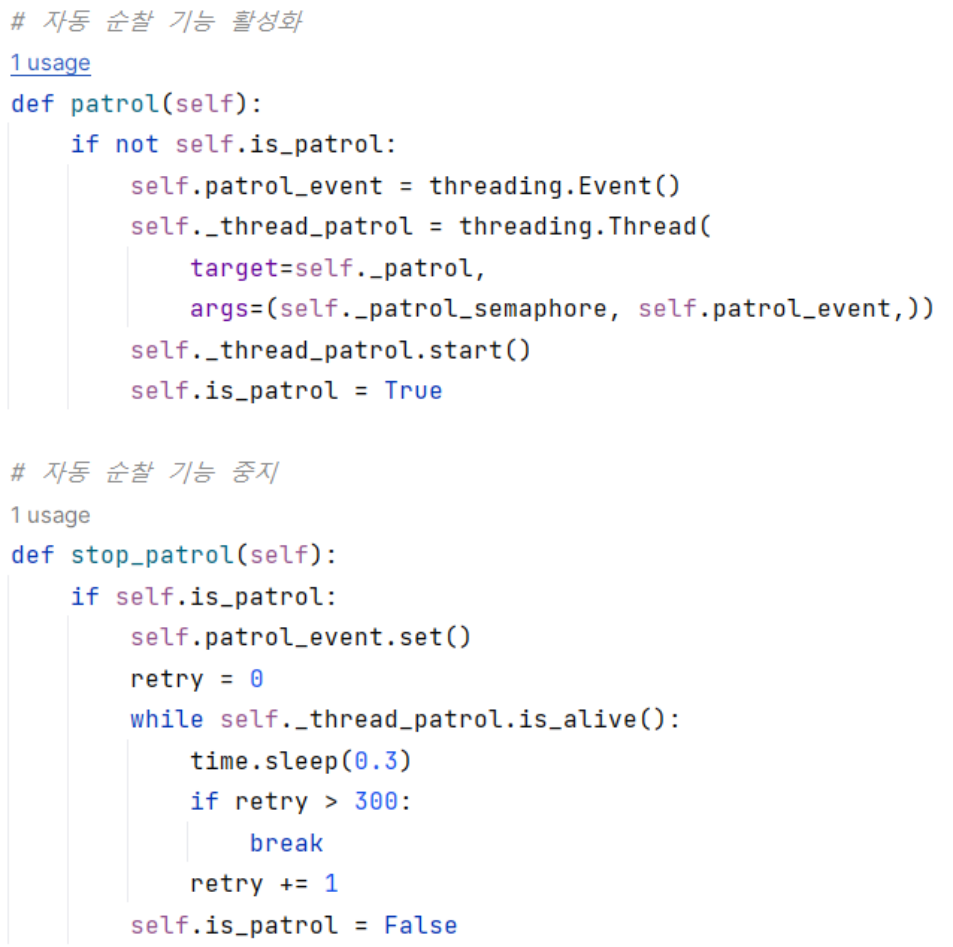 # 자동 순찰 기능 활성화
1 usage
def patrol(self):
    if not self.is_patrol:
        self.patrol_event = threading.Event()
        self._thread_patrol = threading.Thread(
            target=self._patrol,
            args=(self._patrol_semaphore, self.patrol_event,))
        self._thread_patrol.start()
        self.is_patrol = True
# 자동 순찰 기능 중지
1 usage
def stop_patrol(self):
    if self.is_patrol:
        self.patrol_event.set()
        retry = 0
        while self._thread_patrol.is_alive():
            time.sleep(0.3)
            if retry > 300:
                break
            retry += 1
        self.is_patrol = False